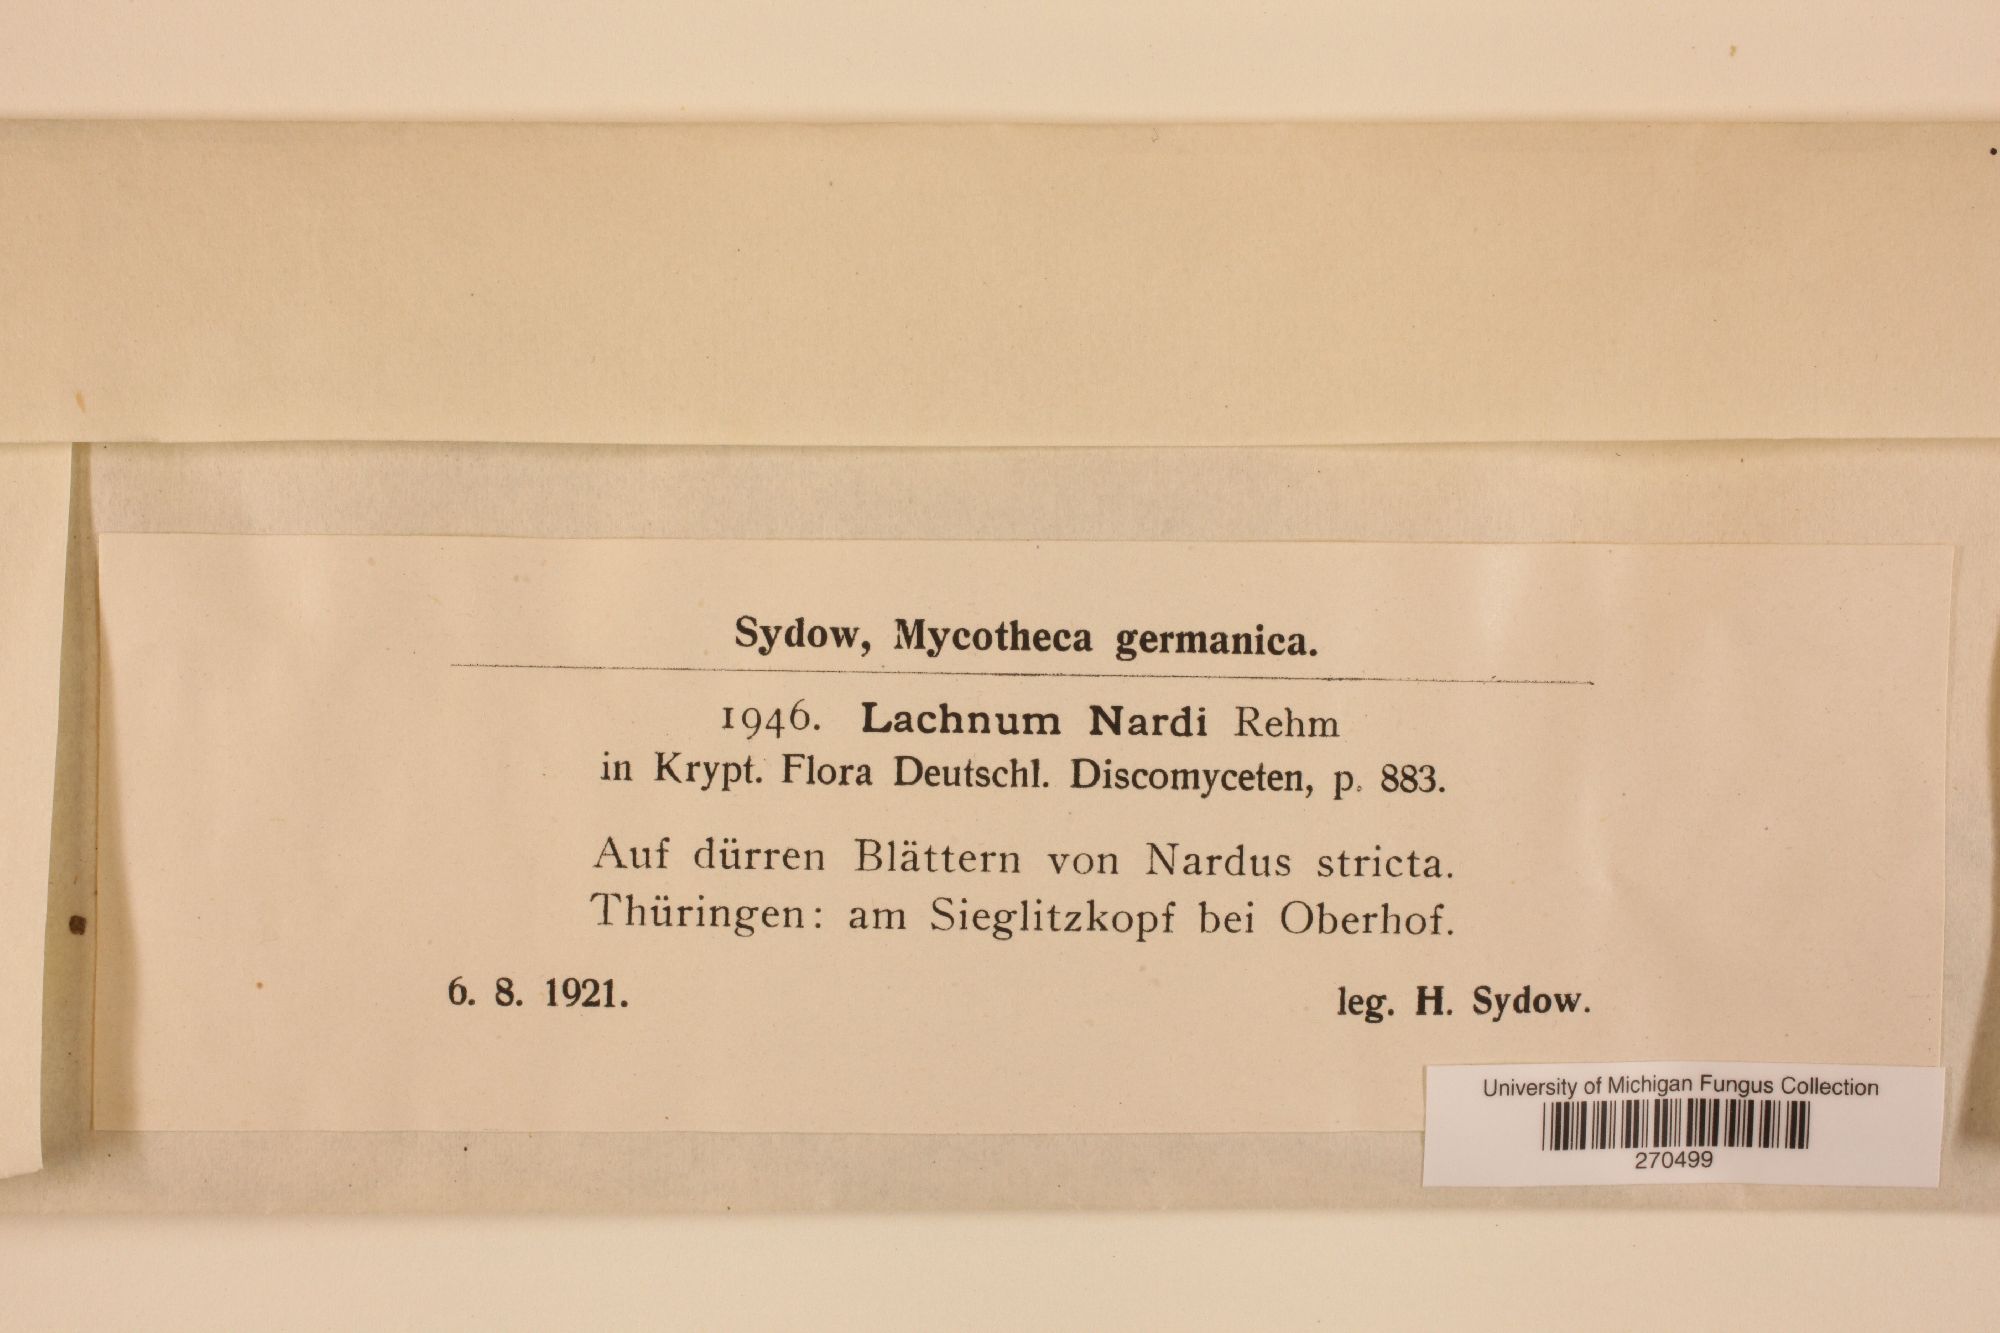 Sydow, Mycotheca germanica.
1946. Lachnum Nardi Rehm
in Krypt. Flora Deutschl. Discomyceten, p. 883.
Auf dürren Blättern von Nardus stricta.
Thüringen: am Sieglitzkopf bei Oberhof.
6. 8. 1921. leg. H. Sydow.
University of Michigan Fungus Collection
270499